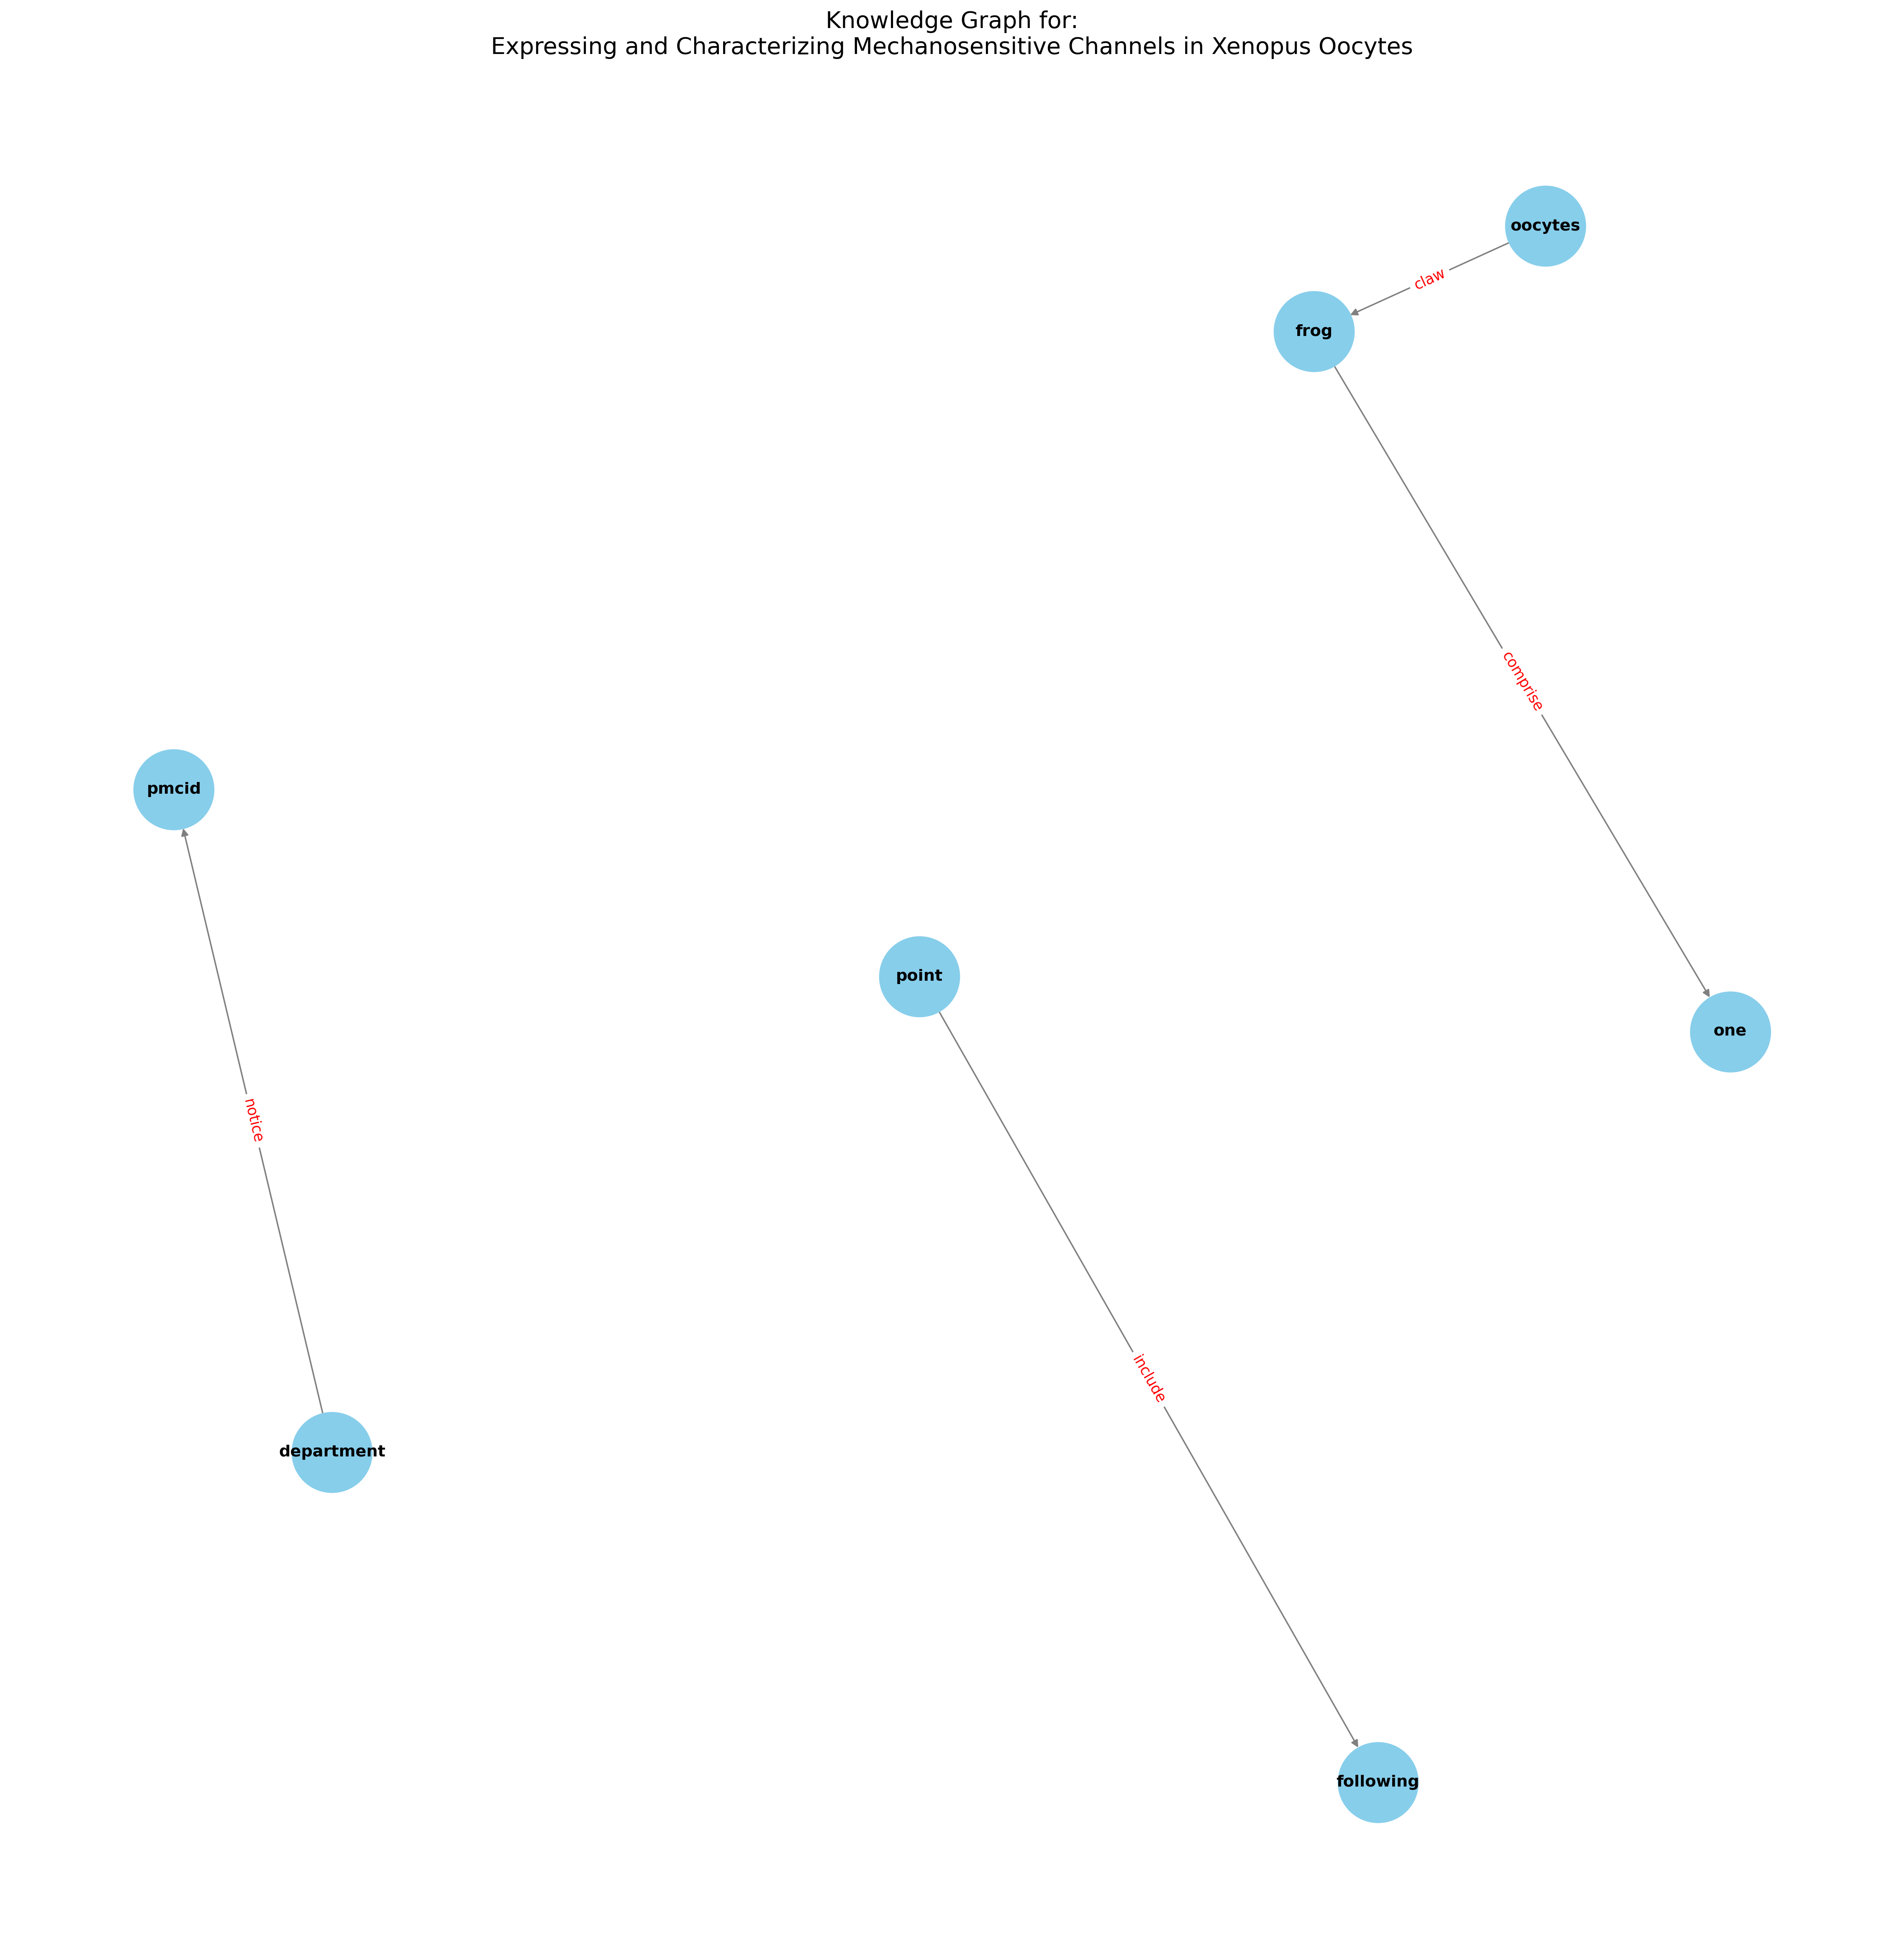 Knowledge Graph for:
Expressing and Characterizing Mechanosensitive Channels in Xenopus Oocytes
oocytes
claw
frog
comprise
pmcid
point
one
notice
include
department
following